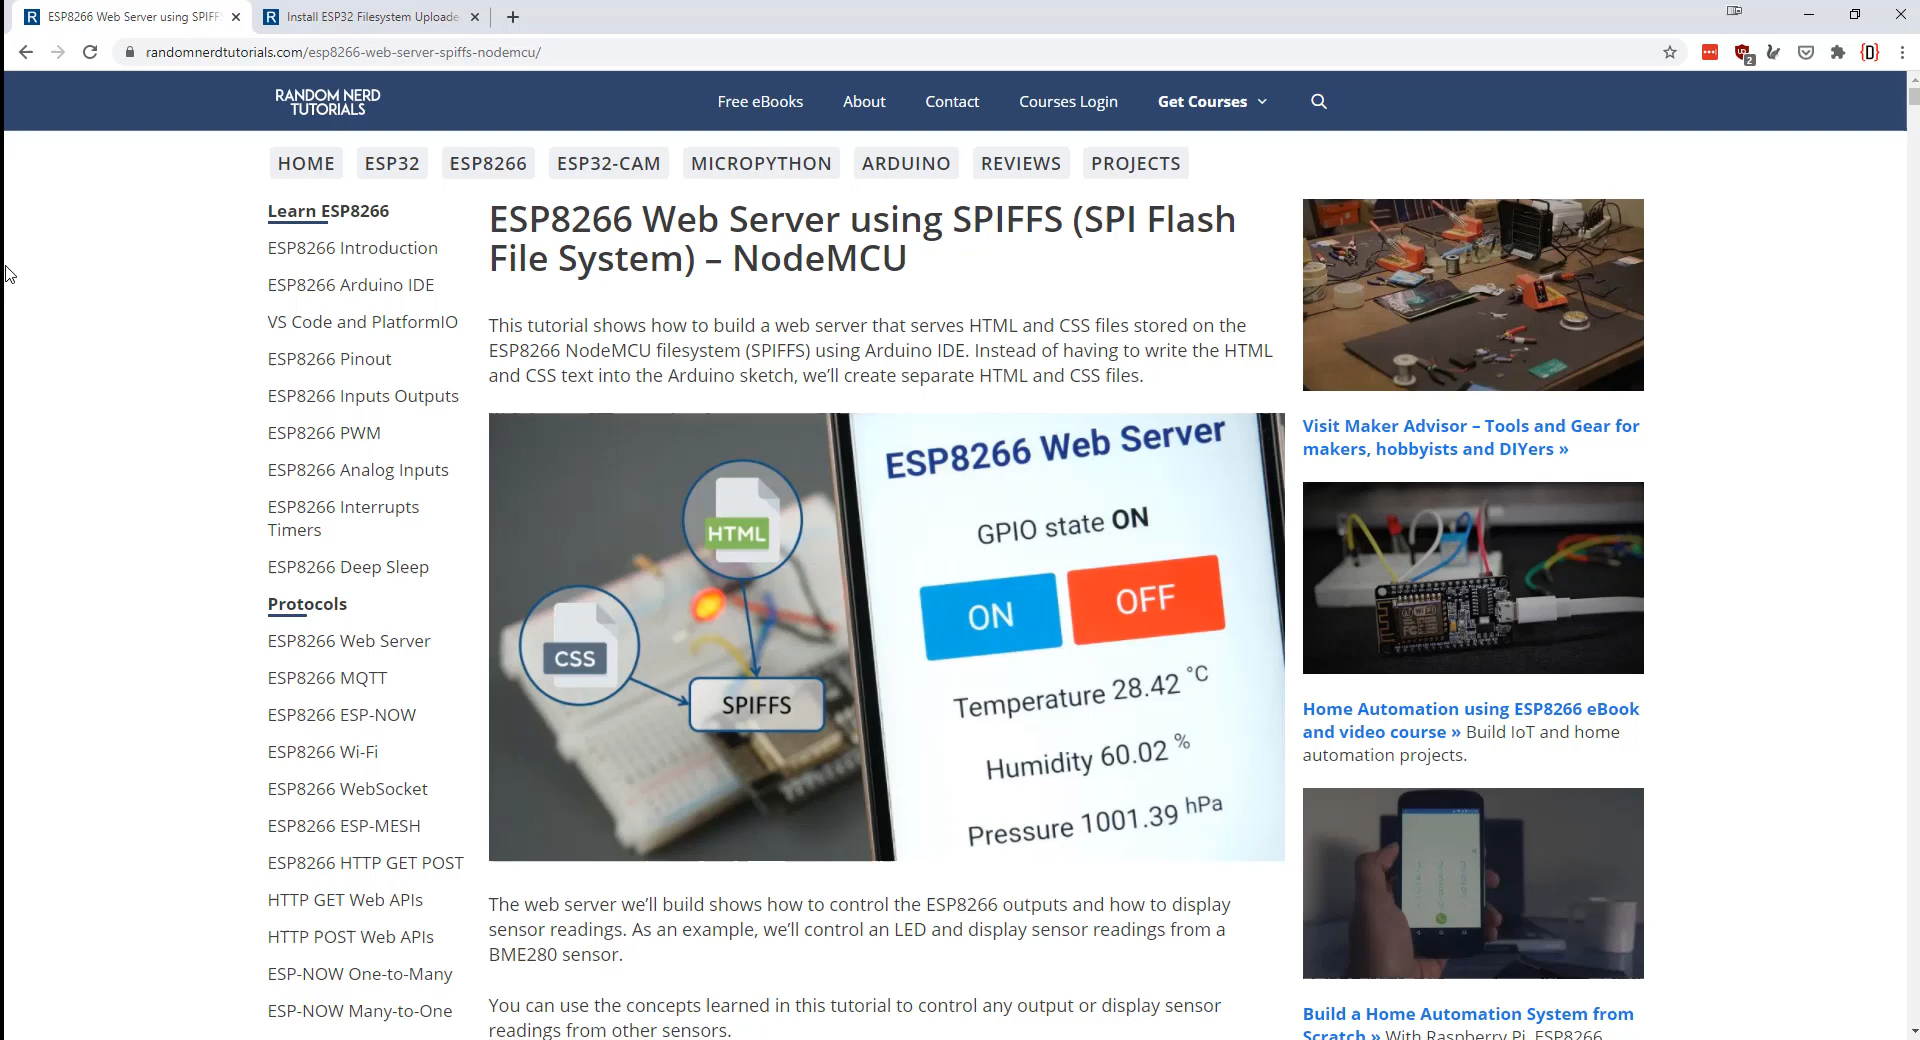 ESP8266 Web Server using SPIFF
Install ESP32 Filesystem Uploade
randomnerdtutorials.com/esp8266-web-server-spiffs-nodemcu/
2
{D}
RANDOM NERD
TUTORIALS
Free eBooks
About
Contact
Courses Login
Get Courses
HOME
ESP32
ESP8266
ESP32-CAM
MICROPYTHON
ARDUINO
REVIEWS
PROJECTS
Learn ESP8266
ESP8266 Introduction
ESP8266 Arduino IDE
VS Code and PlatformIO
ESP8266 Pinout
ESP8266 Inputs Outputs
ESP8266 PWM
ESP8266 Analog Inputs
ESP8266 Interrupts
Timers
ESP8266 Deep Sleep
Protocols
ESP8266 Web Server
ESP8266 MQTT
ESP8266 ESP-NOW
ESP8266 Wi-Fi
ESP8266 WebSocket
ESP8266 ESP-MESH
ESP8266 HTTP GET POST
HTTP GET Web APIs
HTTP POST Web APIs
ESP-NOW One-to-Many
ESP-NOW Many-to-One
ESP8266 Web Server using SPIFFS (SPI Flash
File System) – NodeMCU
This tutorial shows how to build a web server that serves HTML and CSS files stored on the
ESP8266 NodeMCU filesystem (SPIFFS) using Arduino IDE. Instead of having to write the HTML
and CSS text into the Arduino sketch, we'll create separate HTML and CSS files.
HTML
CSS
SPIFFS
ESP8266 Web Server
GPIO state ON
ON
OFF
Temperature 28.42 °C
Humidity 60.02 %
Pressure 1001.39 hPa
The web server we'll build shows how to control the ESP8266 outputs and how to display
sensor readings. As an example, we'll control an LED and display sensor readings from a
BME280 sensor.
You can use the concepts learned in this tutorial to control any output or display sensor
readings from other sensors.
Visit Maker Advisor – Tools and Gear for
makers, hobbyists and DIYers »
Home Automation using ESP8266 eBook
and video course » Build IoT and home
automation projects.
Build a Home Automation System from
Scratch » With Raspberry Pi, ESP8266